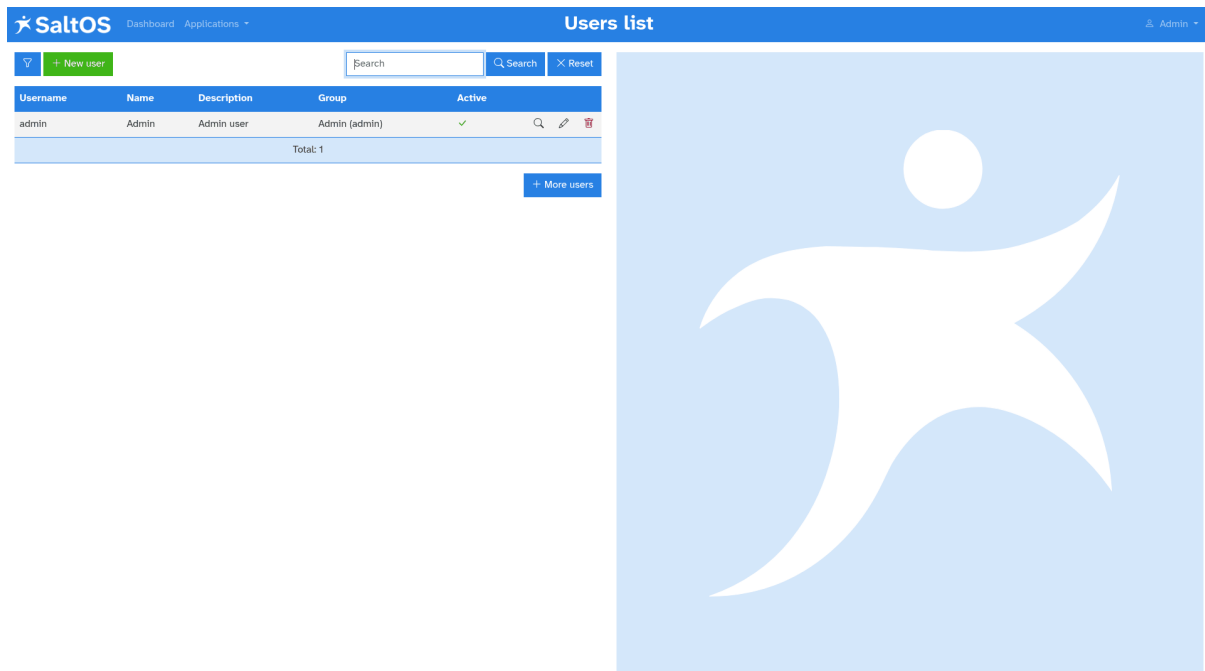 SaltOS Dashboard Applications Users list Admin
+ New user Search Search Reset
Username Name Description Group Active
admin Admin Admin user Admin (admin)
Total: 1
+ More users